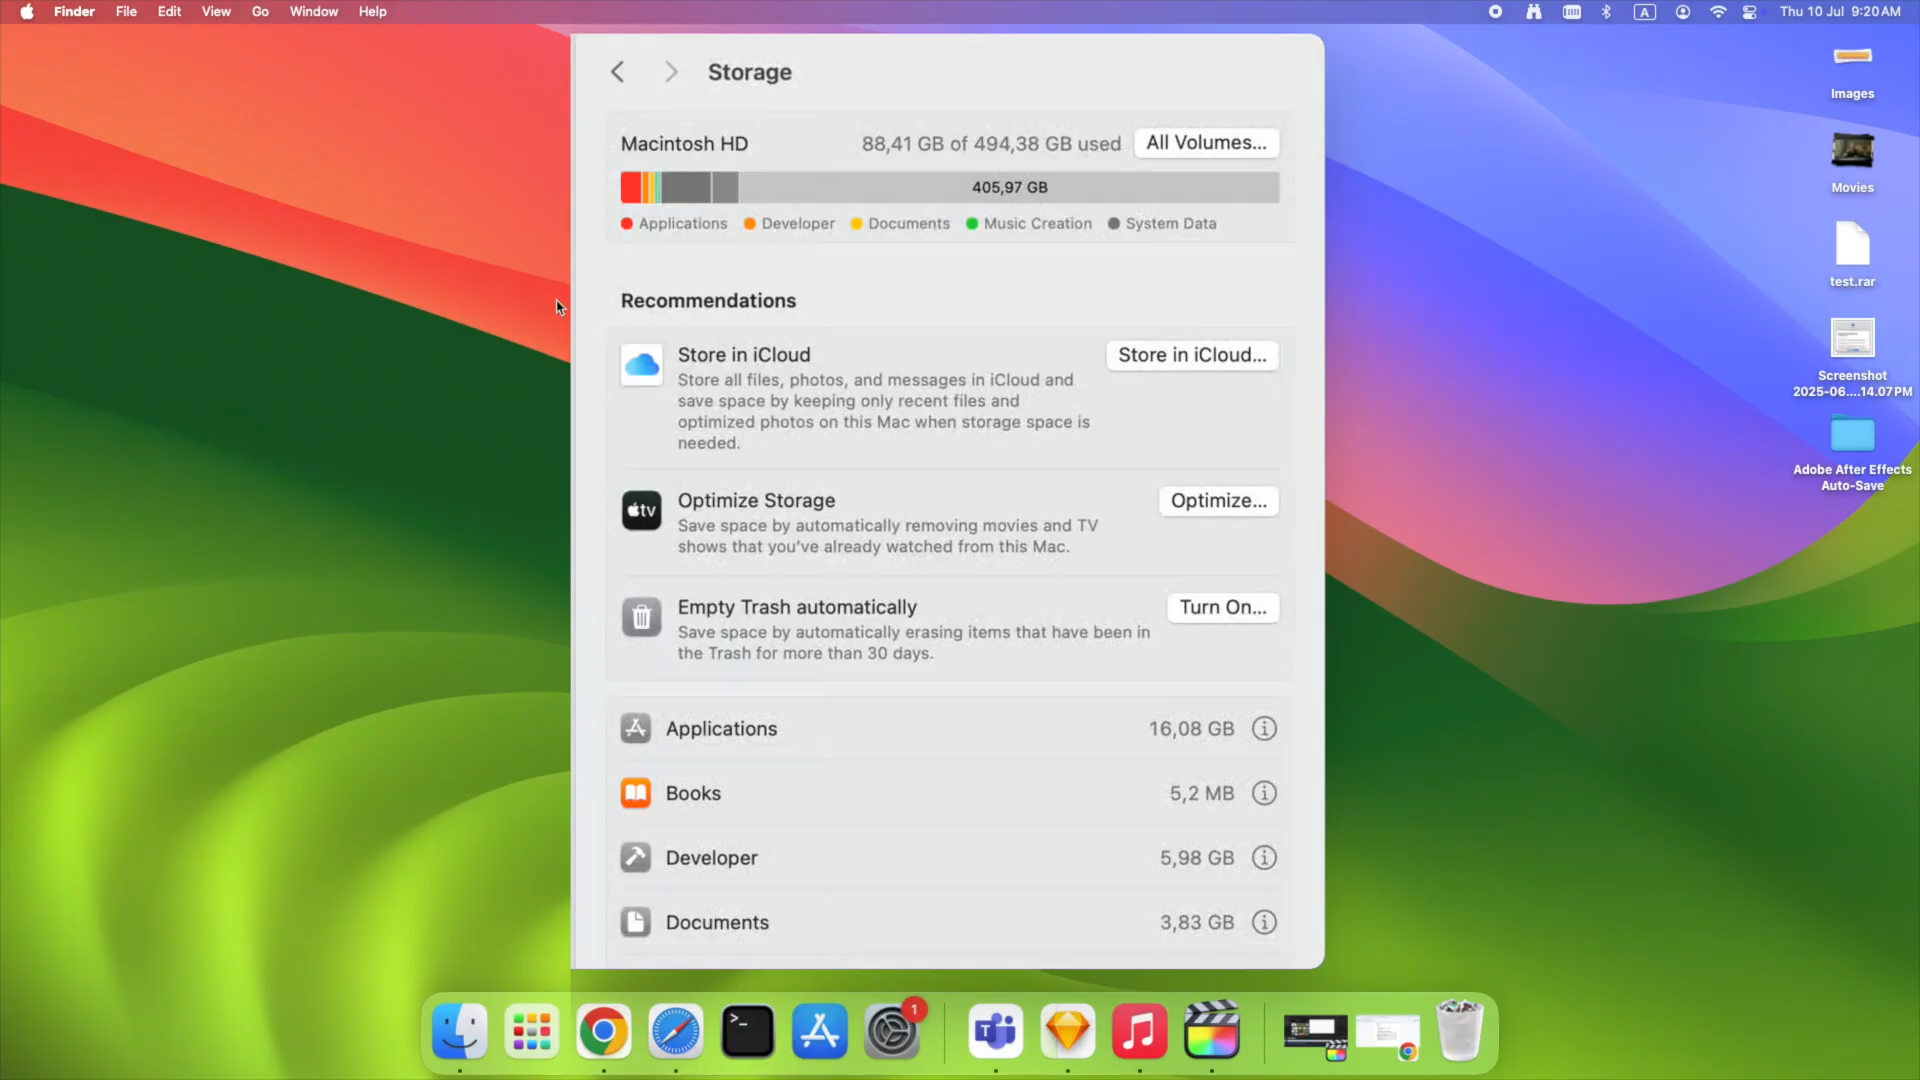 Finder File Edit View Go Window Help
A
Thu 10 Jul 9:20AM
Storage
Macintosh HD 88,41 GB of 494,38 GB used All Volumes...
405,97 GB
Applications Developer Documents Music Creation System Data
Recommendations
Store in iCloud Store in iCloud...
Store all files, photos, and messages in iCloud and
save space by keeping only recent files and
optimized photos on this Mac when storage space is
needed.
tv
Optimize Storage Optimize...
Save space by automatically removing movies and TV
shows that you've already watched from this Mac.
Empty Trash automatically Turn On...
Save space by automatically erasing items that have been in
the Trash for more than 30 days.
Applications 16,08 GB
Books 5,2 MB
Developer 5,98 GB
Documents 3,83 GB
Images
Movies
test.rar
Screenshot
2025-06....14.07PM
Adobe After Effects
Auto-Save
1
T